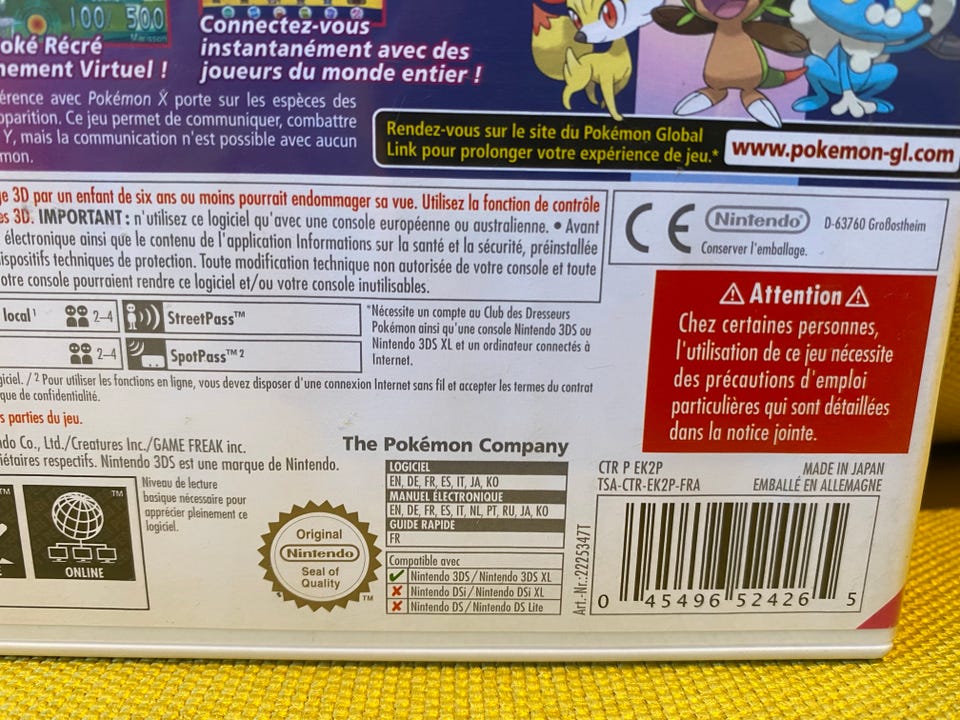 100 500
Marisson
oké Récré
nement Virtuel !
Connectez-vous
instantanément avec des
joueurs du monde entier !
érence avec Pokémon X porte sur les espèces des
pparition. Ce jeu permet de communiquer, combattre
Y, mais la communication n'est possible avec aucun
mon.
Rendez-vous sur le site du Pokémon Global
Link pour prolonger votre expérience de jeu.*
www.pokemon-gl.com
e 3D par un enfant de six ans ou moins pourrait endommager sa vue. Utilisez la fonction de contrôle
es 3D. IMPORTANT : n'utilisez ce logiciel qu'avec une console européenne ou australienne. • Avant
électronique ainsi que le contenu de l'application Informations sur la santé et la sécurité, préinstallée
ispositifs techniques de protection. Toute modification technique non autorisée de votre console et toute
otre console pourraient rendre ce logiciel et/ou votre console inutilisables.
CE
Nintendo®
D-63760 Großostheim
Conserver l'emballage.
Attention
Chez certaines personnes,
l'utilisation de ce jeu nécessite
des précautions d'emploi
particulières qui sont détaillées
dans la notice jointe.
local¹ 2-4
StreetPass™
2-4
SpotPass™ ²
*Nécessite un compte au Club des Dresseurs
Pokémon ainsi qu'une console Nintendo 3DS ou
Nintendo 3DS XL et un ordinateur connectés à
Internet.
giciel. / ² Pour utiliser les fonctions en ligne, vous devez disposer d'une connexion Internet sans fil et accepter les termes du contrat
que de confidentialité.
s parties du jeu.
ndo Co., Ltd./Creatures Inc./GAME FREAK inc.
iétaires respectifs. Nintendo 3DS est une marque de Nintendo.
TM
TM
ONLINE
Niveau de lecture
basique nécessaire pour
apprécier pleinement ce
logiciel.
Original
Nintendo®
Seal of
Quality
TM
The Pokémon Company
LOGICIEL
EN, DE, FR, ES, IT, JA, KO
MANUEL ÉLECTRONIQUE
EN, DE, FR, ES, IT, NL, PT, RU, JA, KO
GUIDE RAPIDE
FR
Compatible avec
Nintendo 3DS / Nintendo 3DS XL
Nintendo DSi / Nintendo DSi XL
Nintendo DS / Nintendo DS Lite
Art.-Nr.:2225347T
CTR P EK2P
TSA-CTR-EK2P-FRA
MADE IN JAPAN
EMBALLÉ EN ALLEMAGNE
0 45496 52426 5